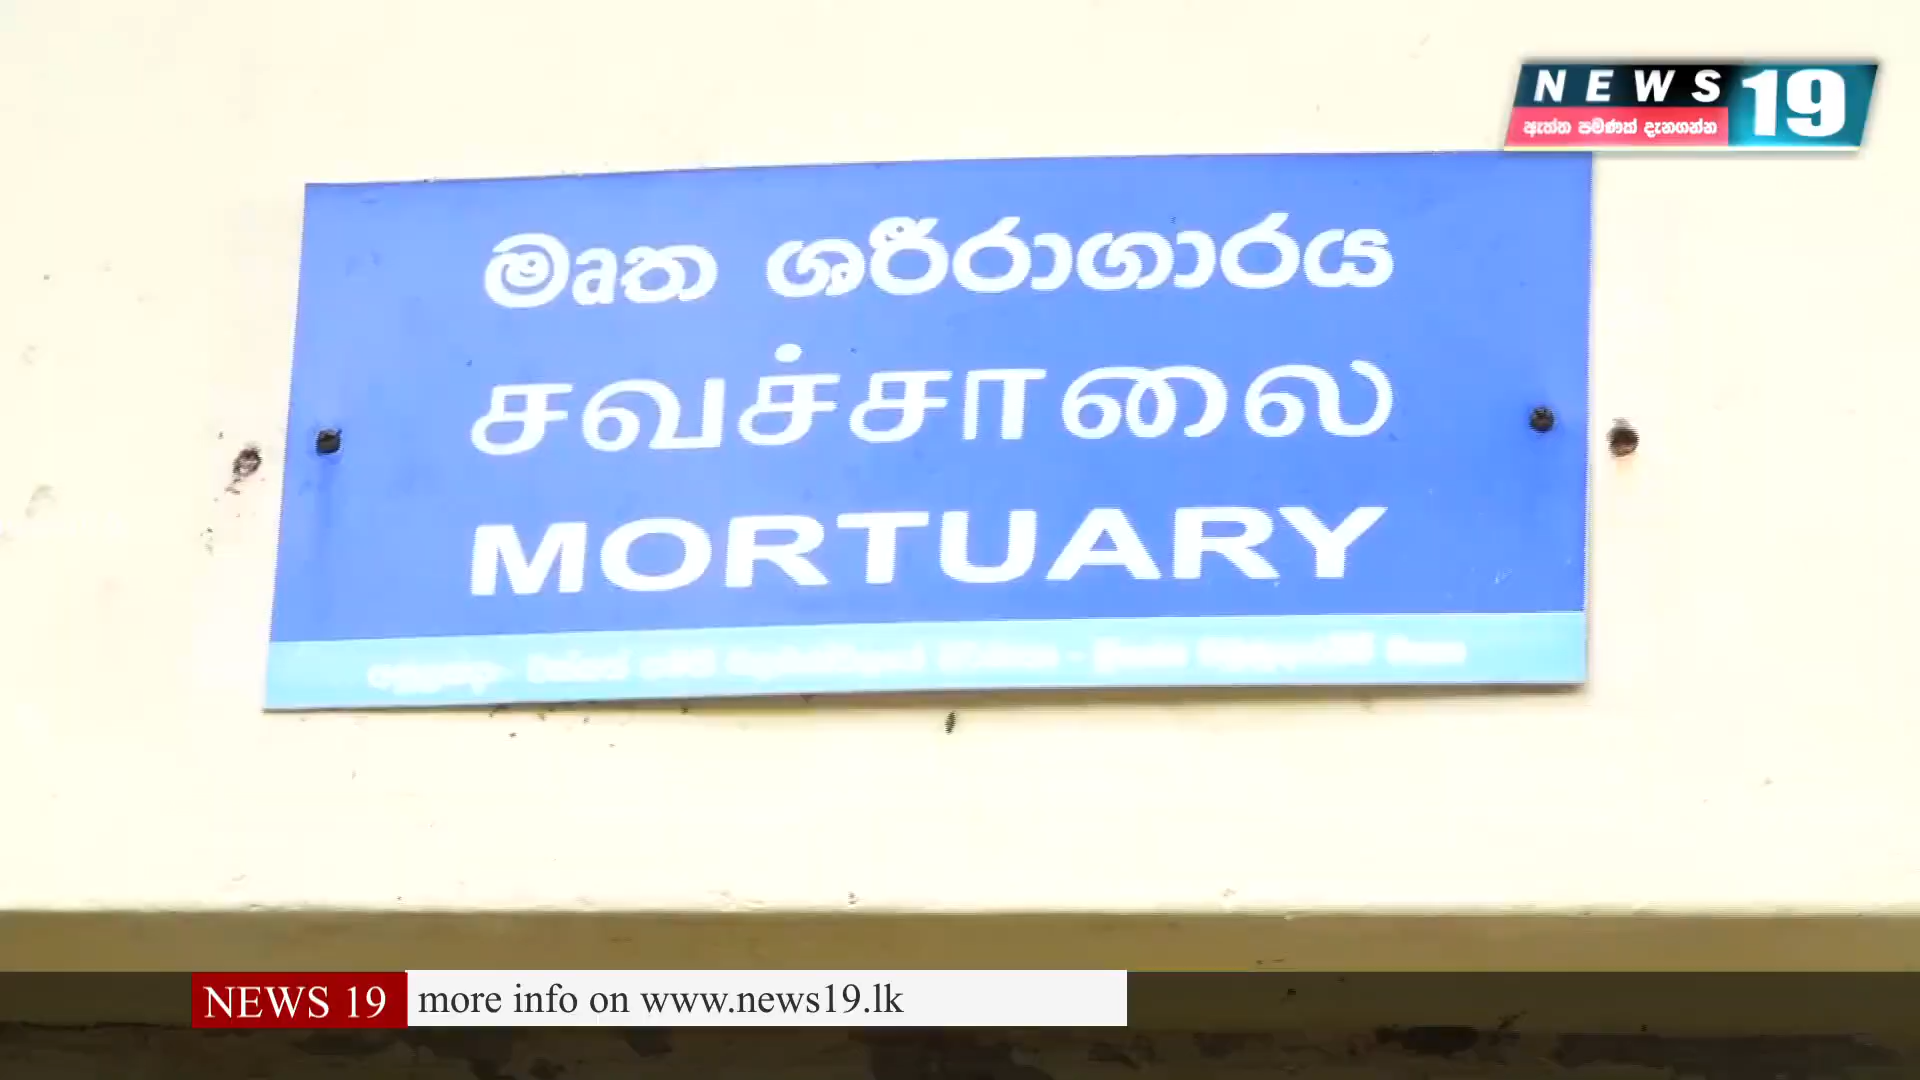 NEWS 19
ඇත්ත පමණක් දැනගන්න
මෘත ශරීරාගාරය
சவச்சாலை
MORTUARY
NEWS 19 more info on www.news19.lk